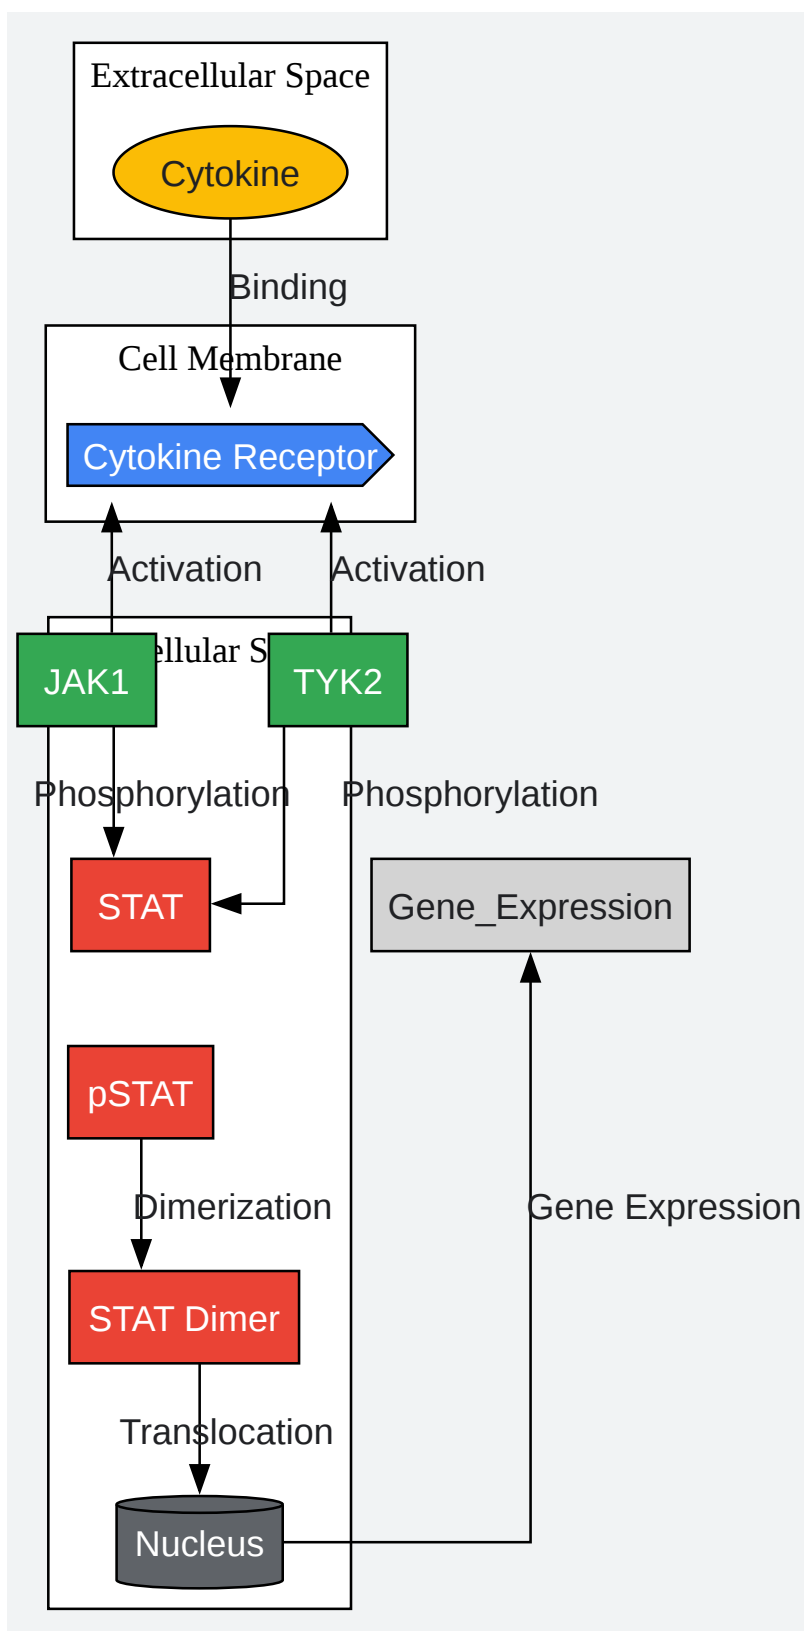 Extracellular Space
Cytokine
Binding
Cell Membrane
Cytokine Receptor
Activation
Activation
JAK1
TYK2
Phosphorylation
Phosphorylation
STAT
Gene_Expression
pSTAT
Dimerization
Gene Expression
STAT Dimer
Translocation
Nucleus